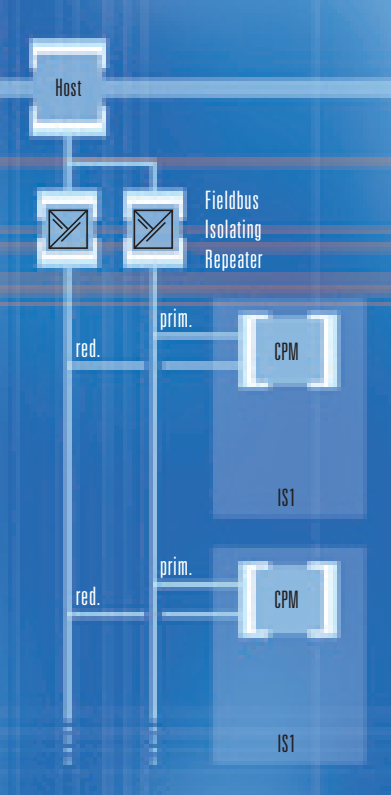 Host
Fieldbus
Isolating
Repeater
prim.
red.
CPM
IS1
prim.
red.
CPM
IS1